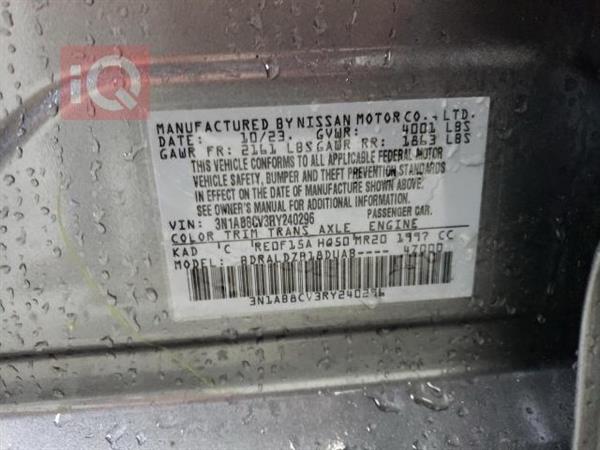 iQ
MANUFACTURED BY NISSAN MOTOR CO., LTD.
DATE: 10/23. GVWR: 4001 LBS
GAWR FR: 2161 LBS GAWR RR: 1863 LBS
THIS VEHICLE CONFORMS TO ALL APPLICABLE FEDERAL MOTOR
VEHICLE SAFETY, BUMPER AND THEFT PREVENTION STANDARDS
IN EFFECT ON THE DATE OF MANUFACTURE SHOWN ABOVE.
SEE OWNER'S MANUAL FOR ADDITIONAL INFORMATION.
VIN: 3N1AB8CV3RY240296 PASSENGER CAR.
COLOR TRIM TRANS AXLE ENGINE
KAD C RE0F15A HQ50 MR20 1997 CC
MODEL: BDRALDZB18DUAB---- 47000
3N1AB8CV3RY240296